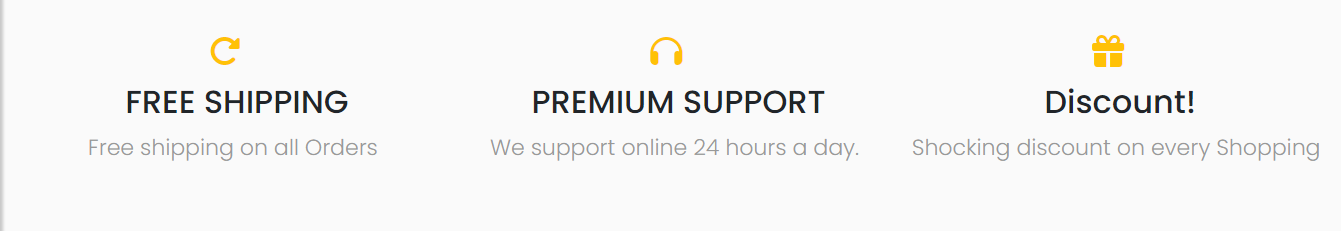 FREE SHIPPING
Free shipping on all Orders
PREMIUM SUPPORT
We support online 24 hours a day.
Discount!
Shocking discount on every Shopping